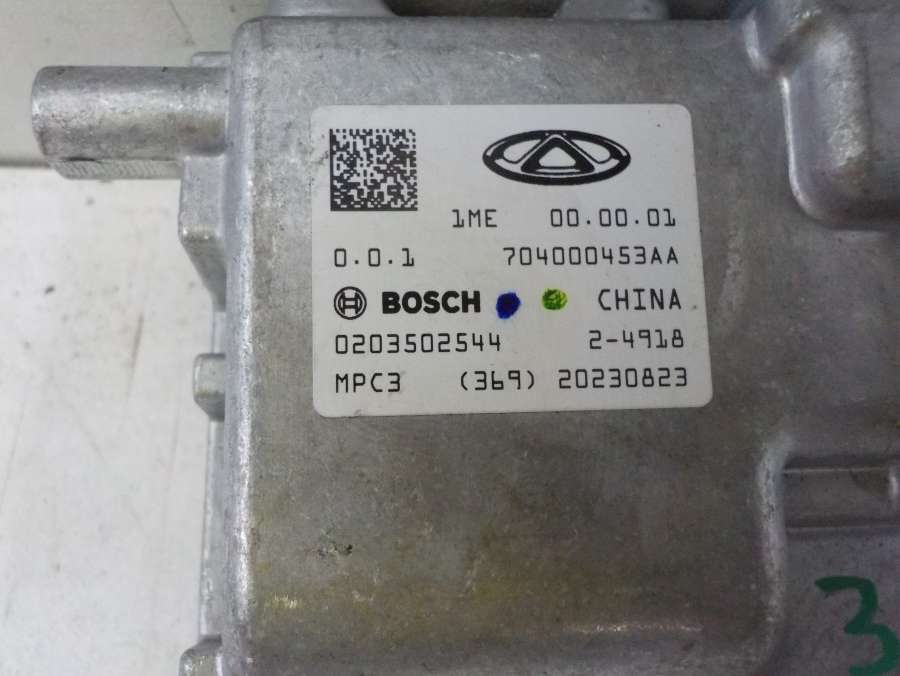 1ME 00.00.01
0.0.1 704000453AA
BOSCH CHINA
0203502544 2-4918
MPC3 (369) 20230823
3